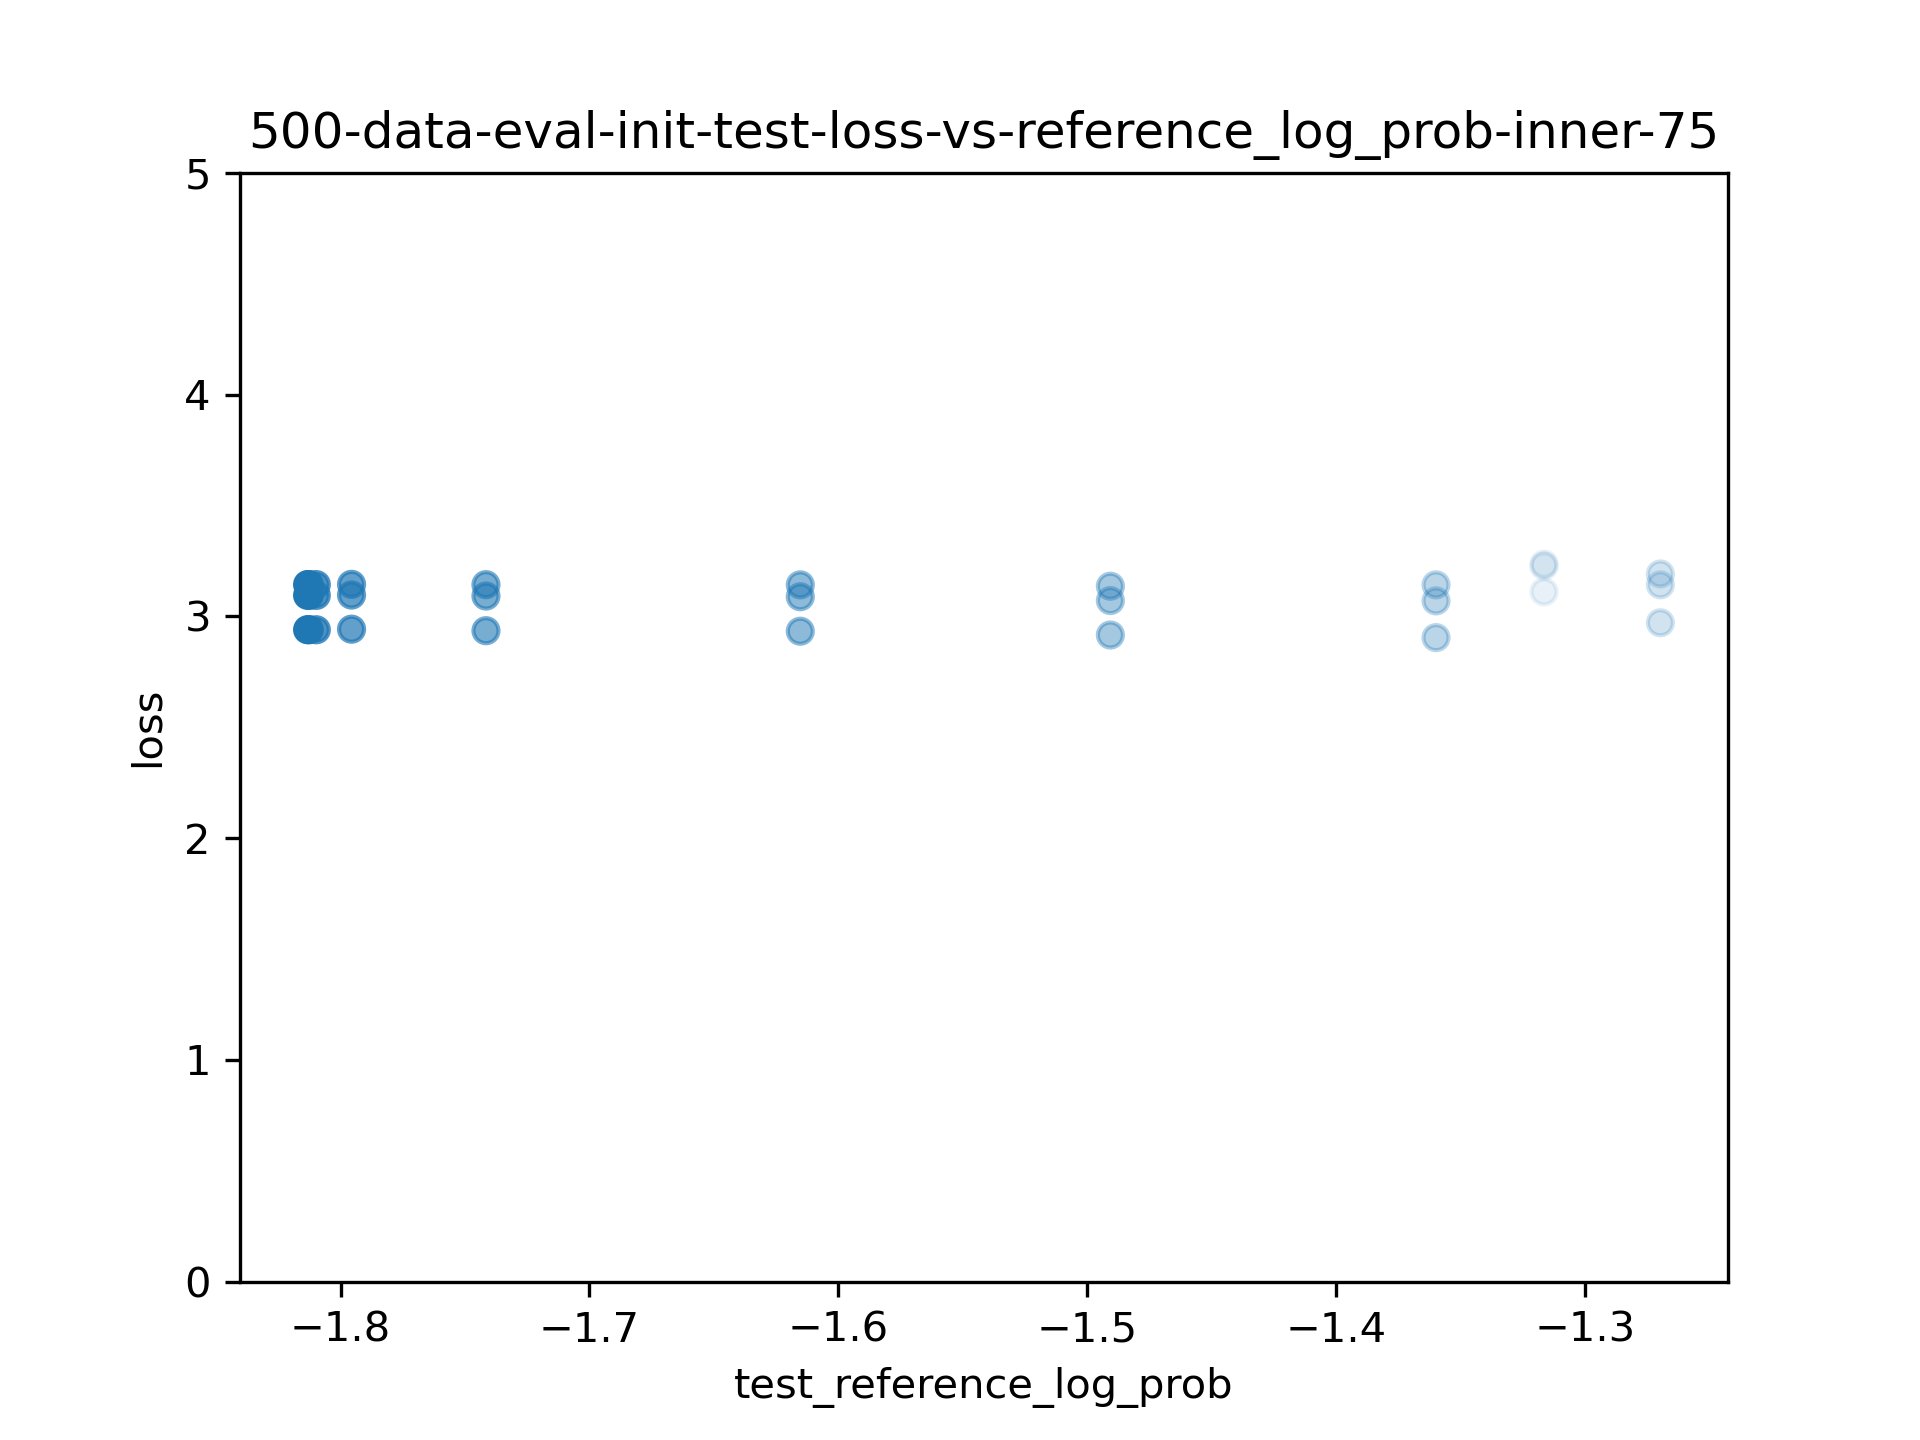 500-data-eval-init-test-loss-vs-reference_log_prob-inner-75
5
4
3
2
1
0
loss
−1.8 −1.7 −1.6 −1.5 −1.4 −1.3
test_reference_log_prob